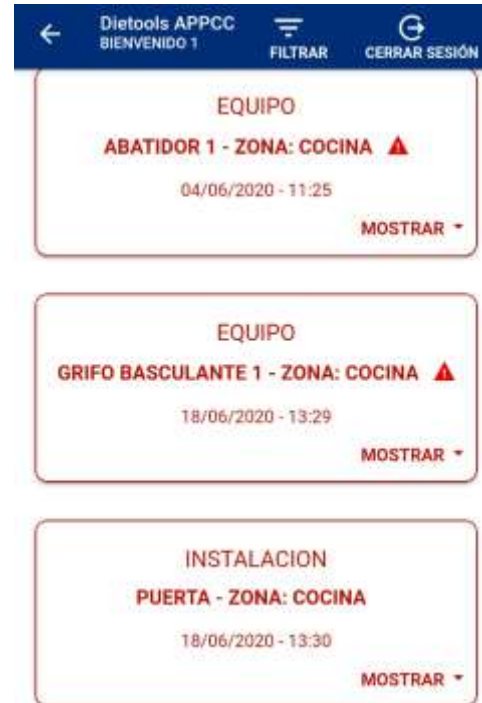 Dietools APPCC
BIENVENIDO 1
FILTRAR
CERRAR SESIÓN
EQUIPO
ABATIDOR 1 - ZONA: COCINA
04/06/2020 - 11:25
MOSTRAR
EQUIPO
GRIFO BASCULANTE 1 - ZONA: COCINA
18/06/2020 - 13:29
MOSTRAR
INSTALACION
PUERTA - ZONA: COCINA
18/06/2020 - 13:30
MOSTRAR